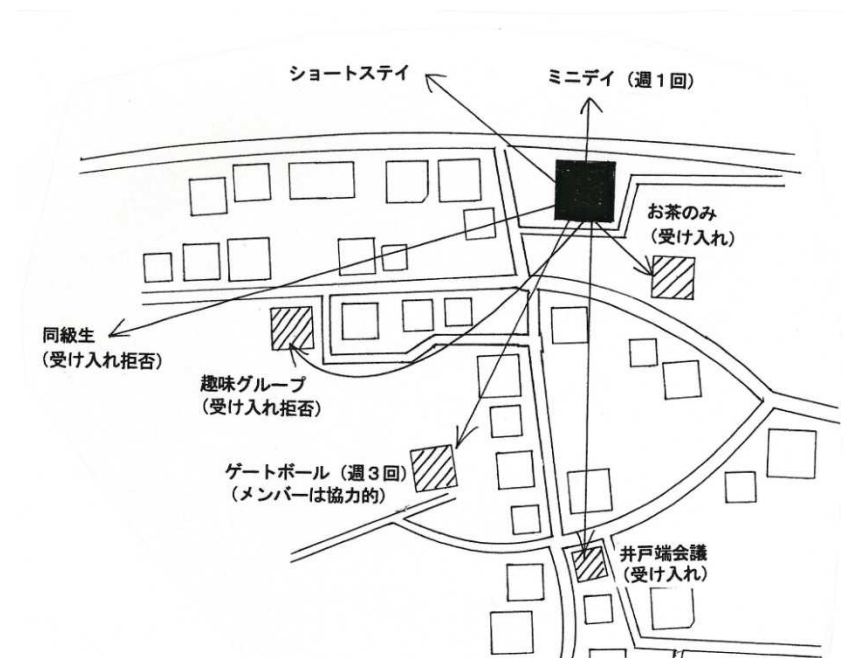 ショートステイ
ミニデイ(週1回)
お茶のみ
(受け入れ)
同級生
(受け入れ拒否)
趣味グループ
(受け入れ拒否)
ゲートボール(週3回)
(メンバーは協力的)
井戸端会議
(受け入れ)